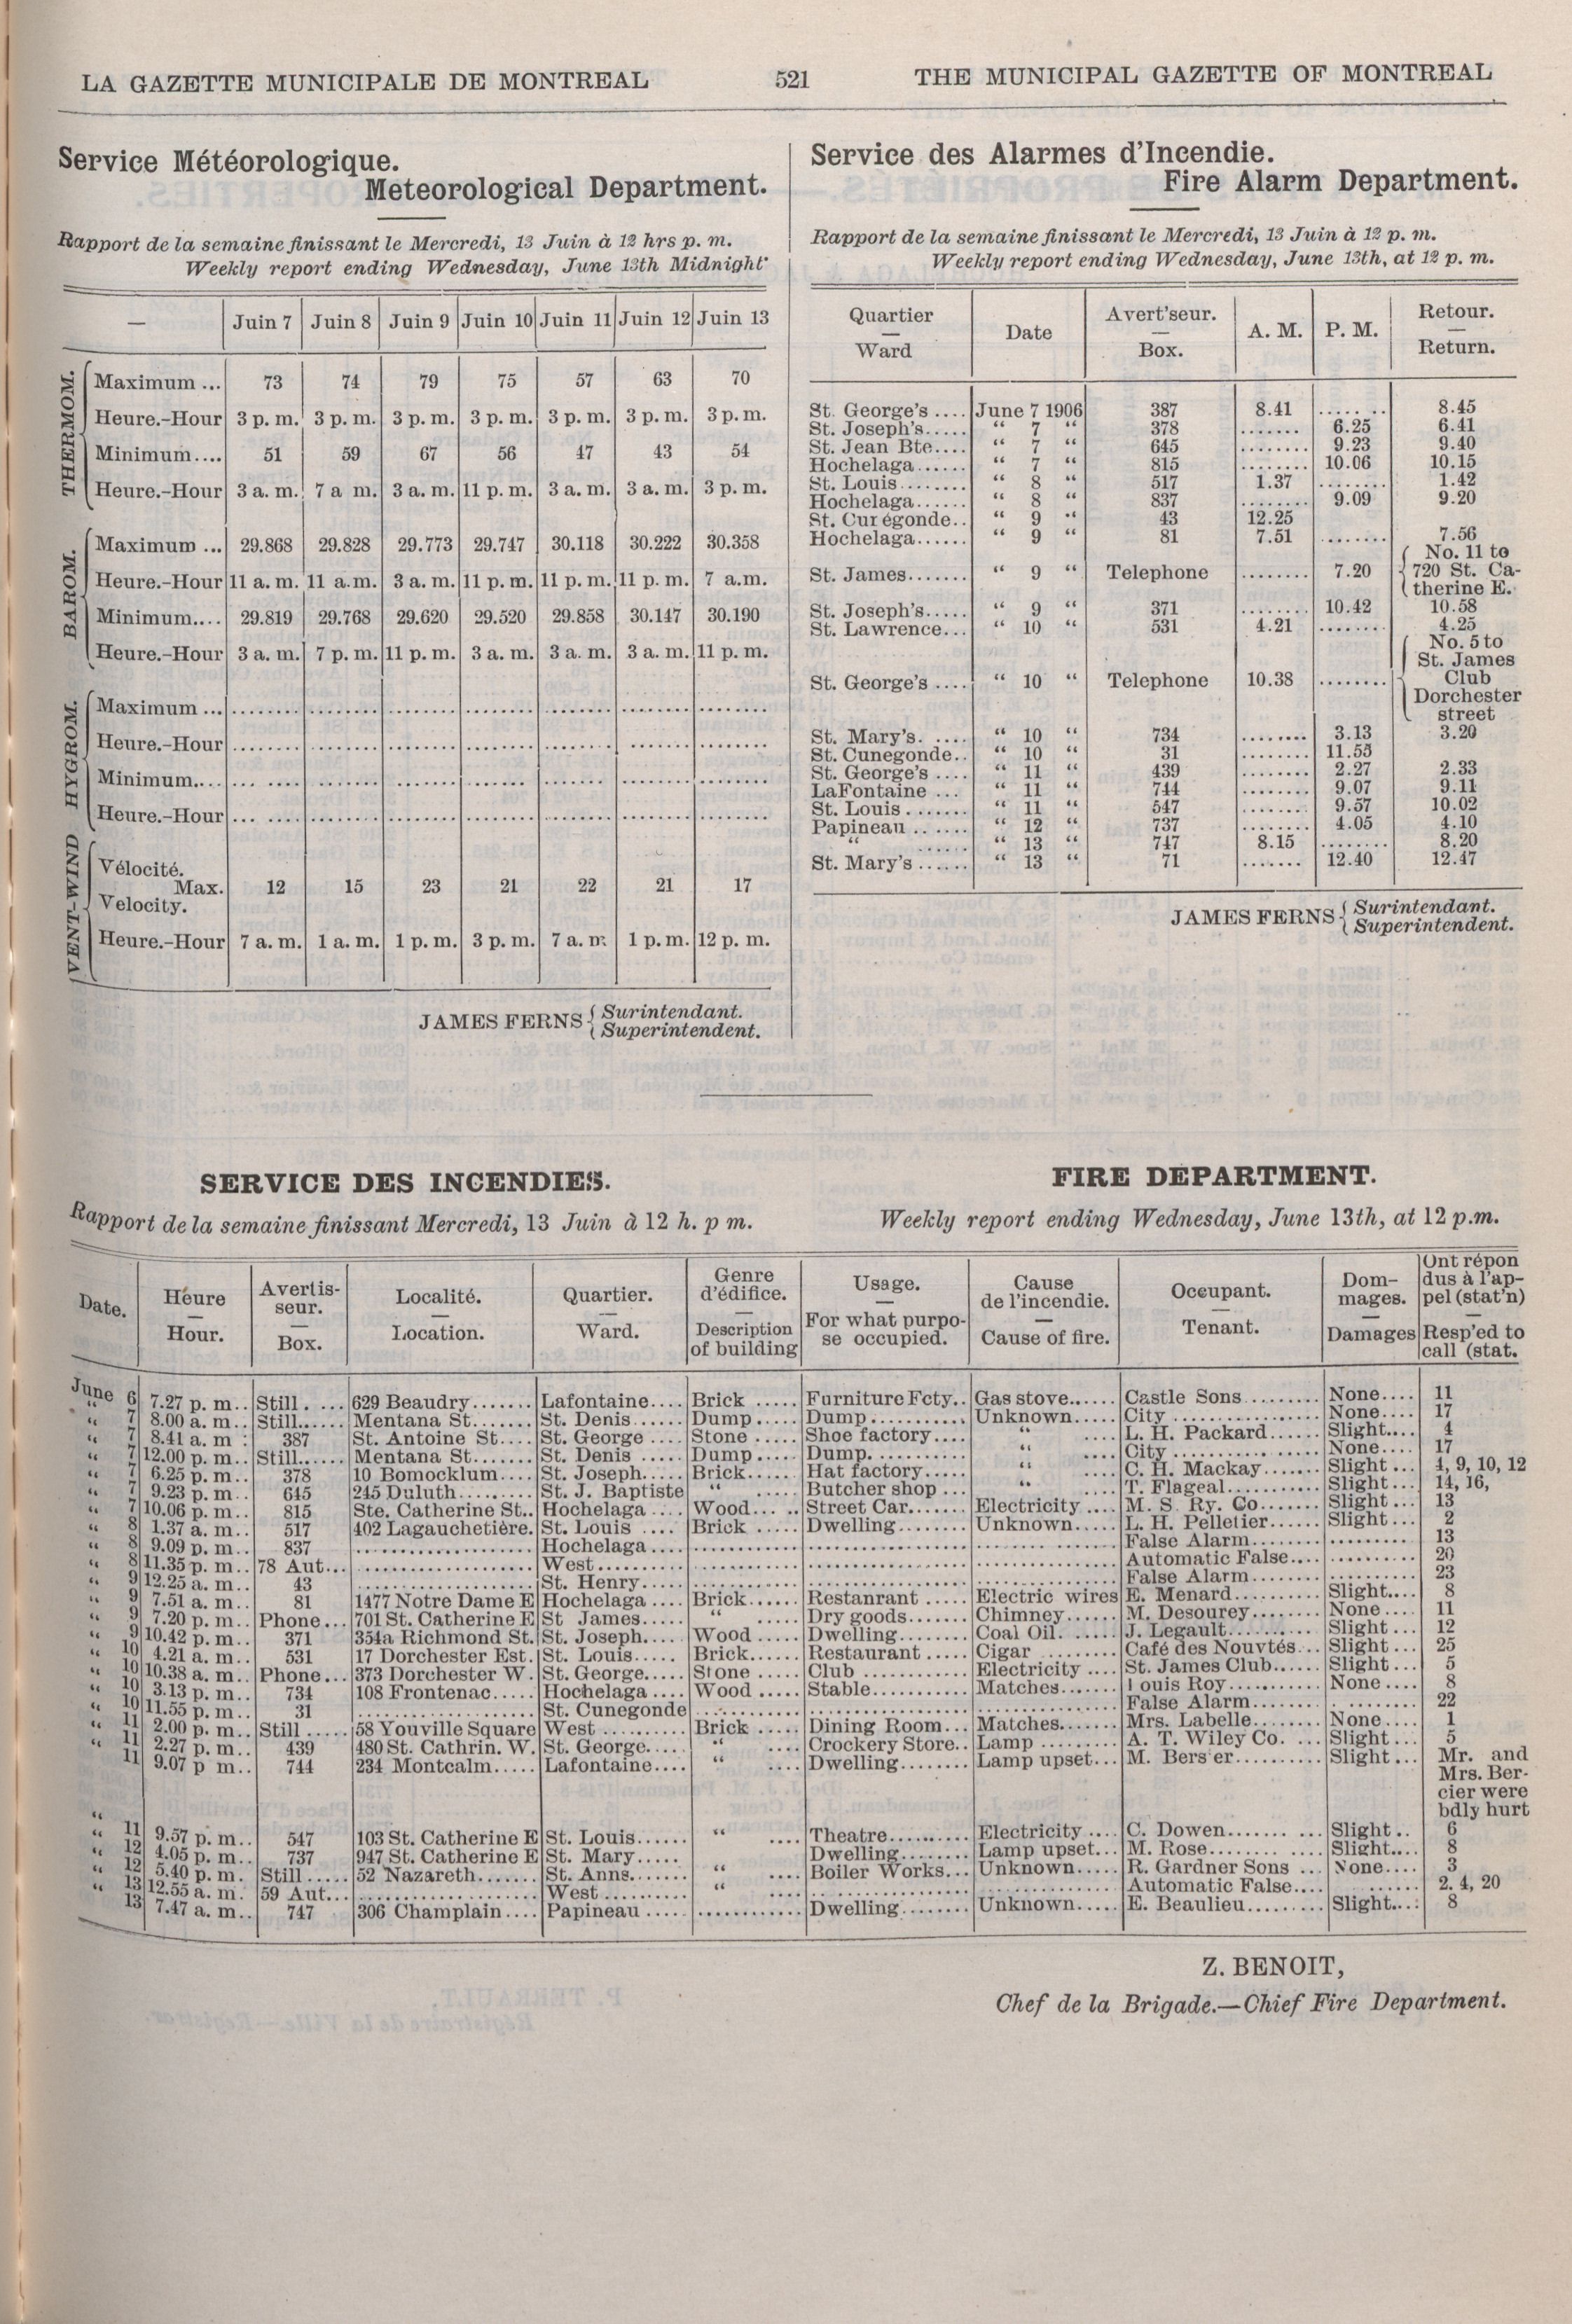 LA GAZETTE MUNICIPALE DE MONTREAL 521 THE MUNICIPAL GAZETTE OF MONTREAL
Service Météorologique.
Meteorological Department.
Rapport de la semaine finissant le Mercredi, 13 Juin à 12 hrs p. m.
Weekly report ending Wednesday, June 13th Midnight
— Juin 7 Juin 8 Juin 9 Juin 10 Juin 11 Juin 12 Juin 13
THERMOM.
Maximum ... 73 74 79 75 57 63 70
Heure.-Hour 3 p. m. 3 p. m. 3 p. m. 3 p. m. 3 p. m. 3 p. m. 3 p. m.
Minimum.... 51 59 67 56 47 43 54
Heure.-Hour 3 a. m. 7 a m. 3 a. m. 11 p. m. 3 a. m. 3 a. m. 3 p. m.
BAROM.
Maximum ... 29.868 29.828 29.773 29.747 30.118 30.222 30.358
Heure.-Hour 11 a. m. 11 a.m. 3 a. m. 11 p. m. 11 p. m. 11 p. m. 7 a.m.
Minimum.... 29.819 29.768 29.620 29.520 29.858 30.147 30.190
Heure.-Hour 3 a. m. 7 p. m. 11 p. m. 3 a. m. 3 a. m. 3 a. m. 11 p. m.
HYGROM.
Maximum ...
Heure.-Hour
Minimum....
Heure.-Hour
VENT-WIND
Vélocité.
Max. 12 15 23 21 22 21 17
Velocity.
Heure.-Hour 7 a. m. 1 a. m. 1 p. m. 3 p. m. 7 a. m 1 p. m. 12 p. m.
JAMES FERNS { Surintendant.
Superintendent.
Service des Alarmes d'Incendie.
Fire Alarm Department.
Rapport de la semaine finissant le Mercredi, 13 Juin à 12 p. m.
Weekly report ending Wednesday, June 13th, at 12 p. m.
Quartier — Ward Date Avert'seur. — Box. A. M. P. M. Retour. — Return.
St. George's .... June 7 1906 387 8.41 ....... 8.45
St. Joseph's..... “ 7 “ 378 ....... 6.25 6.41
St. Jean Bte.... “ 7 “ 645 ........ 9.23 9.40
Hochelaga...... “ 7 “ 815 ........ 10.06 10.15
St. Louis........ “ 8 “ 517 1.37 ........ 1.42
Hochelaga...... “ 8 “ 837 ........ 9.09 9.20
St. Cur égonde.. “ 9 “ 43 12.25
Hochelaga...... “ 9 “ 81 7.51 ........ 7.56
St. James....... “ 9 “ Telephone ........ 7.20 { No. 11 to
720 St. Ca-
therine E.
St. Joseph's..... “ 9 “ 371 ........ 10.42 10.58
St. Lawrence... “ 10 “ 531 4.21 ........ 4.25
St. George's .... “ 10 “ Telephone 10.38 ........ { No. 5 to
St. James
Club
Dorchester
street
St. Mary's. .... “ 10 “ 734 ........ 3.13 3.20
St. Cunegonde.. “ 10 “ 31 ........ 11.55
St. George's .... “ 11 “ 439 ........ 2.27 2.33
LaFontaine ... “ 11 “ 744 ........ 9.07 9.11
St. Louis ....... “ 11 “ 547 ........ 9.57 10.02
Papineau ...... “ 12 “ 737 ........ 4.05 4.10
“ ...... “ 13 “ 747 8.15 ........ 8.20
St. Mary's ...... “ 13 “ 71 ....... 12.40 12.47
JAMES FERNS { Surintendant.
Superintendent.
SERVICE DES INCENDIES. FIRE DEPARTMENT.
Rapport de la semaine finissant Mercredi, 13 Juin à 12 h. p m. Weekly report ending Wednesday, June 13th, at 12 p.m.
Date. Héure — Hour. Avertis-seur. — Box. Localité. — Location. Quartier. — Ward. Genre d'édifice. — Description of building Usage. — For what purpo-se occupied. Cause de l'incendie. — Cause of fire. Occupant. — Tenant. Dom-mages. — Damages Ont répon dus à l'ap-pel (stat'n) — Resp'ed to call (stat.
June 6 7.27 p. m.. Still. ... 629 Beaudry....... Lafontaine.... Brick ..... Furniture Fcty.. Gas stove...... Castle Sons......... None.... 11
“ 7 8.00 a. m.. Still...... Mentana St....... St. Denis...... Dump..... Dump........... Unknown..... City ................. None.... 17
“ 7 8.41 a. m : 387 St. Antoine St.... St. George .... Stone ..... Shoe factory.... “ .... L. H. Packard...... Slight.... 4
“ 7 12.00 p. m.. Still...... Mentana St....... St. Denis ..... Dump..... Dump. “ .... City ................. None.... 17
“ 7 6.25 p. m.. 378 10 Bomocklum.... St. Joseph..... Brick...... Hat factory..... “ .... C. H. Mackay....... Slight ... 4, 9, 10, 12
“ 7 9.23 p. m.. 645 245 Duluth......... St. J. Baptiste “ ..... Butcher shop ... “ .... T. Flageal........... Slight... 14, 16,
“ 7 10.06 p. m.. 815 Ste. Catherine St.. Hochelaga .... Wood... .. Street Car....... Electricity .... M. S Ry. Co....... Slight ... 13
“ 8 1.37 a. m.. 517 402 Lagauchetière. St. Louis .... Brick ..... Dwelling........ Unknown..... L. H. Pelletier...... Slight ... 2
“ 8 9.09 p. m.. 837 Hochelaga .... False Alarm......... 13
“ 8 11.35 p. m.. 78 Aut... West........... Automatic False.... 20
“ 9 12.25 a. m.. 43 St. Henry..... False Alarm........ 23
“ 9 7.51 a. m.. 81 1477 Notre Dame E Hochelaga .... Brick...... Restanrant ..... Electric wires E. Menard.......... Slight.... 8
“ 9 7.20 p. m.. Phone... 701 St. Catherine E St James..... “ ..... Dry goods....... Chimney...... M. Desourey........ None .... 11
“ 9 10.42 p. m.. 371 354a Richmond St. St. Joseph.... Wood ..... Dwelling........ Coal Oil. ..... J. Legault.......... Slight ... 12
“ 10 4.21 a. m.. 531 17 Dorchester Est. St. Louis..... Brick...... Restaurant ..... Cigar ......... Café des Nouvtés... Slight ... 25
“ 10 10.38 a. m.. Phone... 373 Dorchester W. St. George..... Stone ..... Club ............ Electricity .... St. James Club...... Slight ... 5
“ 10 3.13 p. m.. 734 108 Frontenac..... Hochelaga .... Wood ..... Stable........... Matches....... Louis Roy........... None .... 8
“ 10 11.55 p. m.. 31 St. Cunegonde False Alarm........ 22
“ 11 2.00 p. m.. Still ..... 58 Youville Square West .......... Brick ..... Dining Room... Matches....... Mrs. Labelle........ None.... 1
“ 11 2.27 p. m.. 439 480 St. Cathrin. W. St. George.... “ .... Crockery Store.. Lamp ......... A. T. Wiley Co. ... Slight... 5
11 9.07 p m.. 744 234 Montcalm..... Lafontaine.... “ .... Dwelling........ Lamp upset... M. Bers er.......... Slight... Mr. and
Mrs. Ber-
cier were
bdly hurt
“ 11 9.57 p. m.. 547 103 St. Catherine E St. Louis...... “ .... Theatre.......... Electricity .... C. Dowen....... ... Slight.. 6
“ 12 4.05 p. m.. 737 947 St. Catherine E St. Mary..... Dwelling........ Lamp upset... M. Rose........ .... Slight.... 8
“ 12 5.40 p. m. Still..... 52 Nazareth....... St. Anns....... “ .... Boiler Works... Unknown..... R. Gardner Sons ... None.... 3
“ 13 12.55 a. m. 59 Aut... West .......... “ .... Automatic False.... 2. 4, 20
13 7.47 a. m.. 747 306 Champlain.... Papineau ..... Dwelling........ Unknown..... E. Beaulieu......... Slight...: 8
Z. BENOIT,
Chef de la Brigade.—Chief Fire Department.